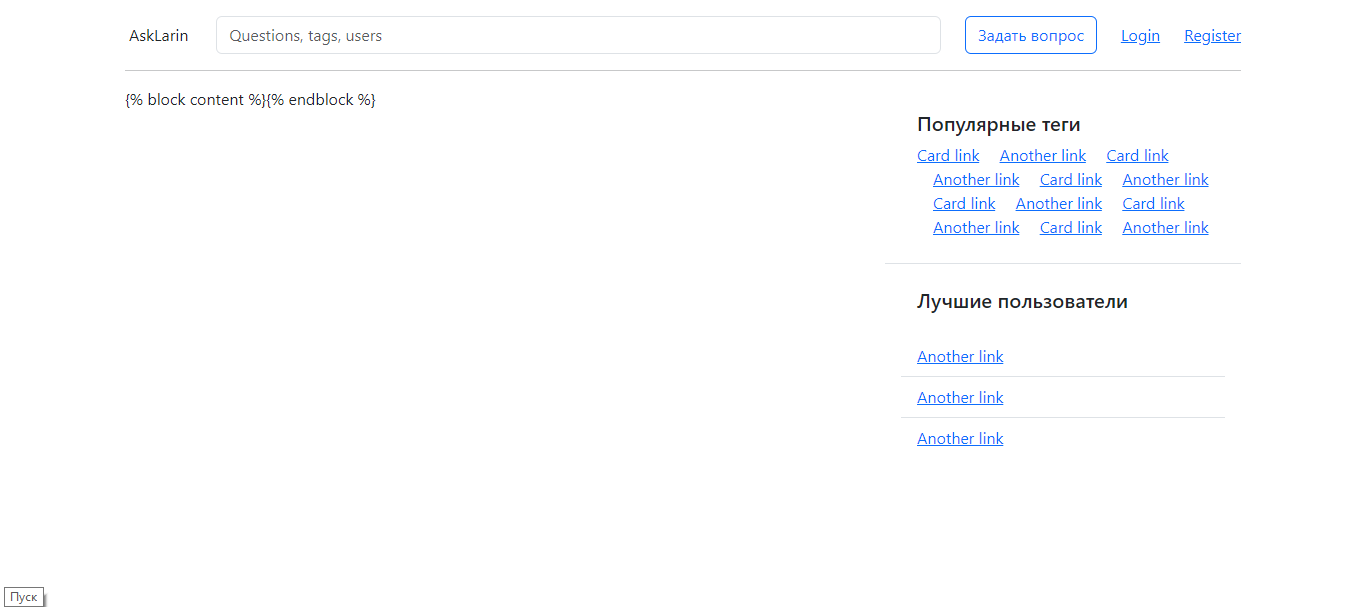 AskLarin Questions, tags, users Задать вопрос Login Register
{% block content %}{% endblock %}
Популярные теги
Card link Another link Card link
Another link Card link Another link
Card link Another link Card link
Another link Card link Another link
Лучшие пользователи
Another link
Another link
Another link
Пуск